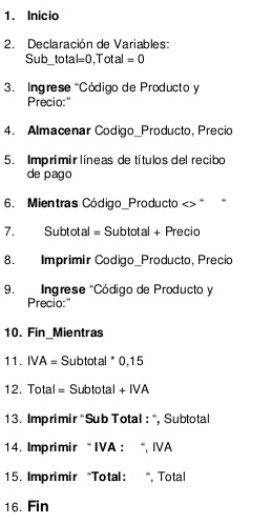 1. Inicio
2. Declaración de Variables:
Sub_total=0,Total = 0
3. Ingrese “Código de Producto y
Precio:”
4. Almacenar Codigo_Producto, Precio
5. Imprimir líneas de títulos del recibo
de pago
6. Mientras Código_Producto <> “ “
7. Subtotal = Subtotal + Precio
8. Imprimir Codigo_Producto, Precio
9. Ingrese “Código de Producto y
Precio:”
10. Fin_Mientras
11. IVA = Subtotal * 0,15
12. Total = Subtotal + IVA
13. Imprimir “Sub Total : “, Subtotal
14. Imprimir “ IVA : “, IVA
15. Imprimir “Total: “, Total
16. Fin